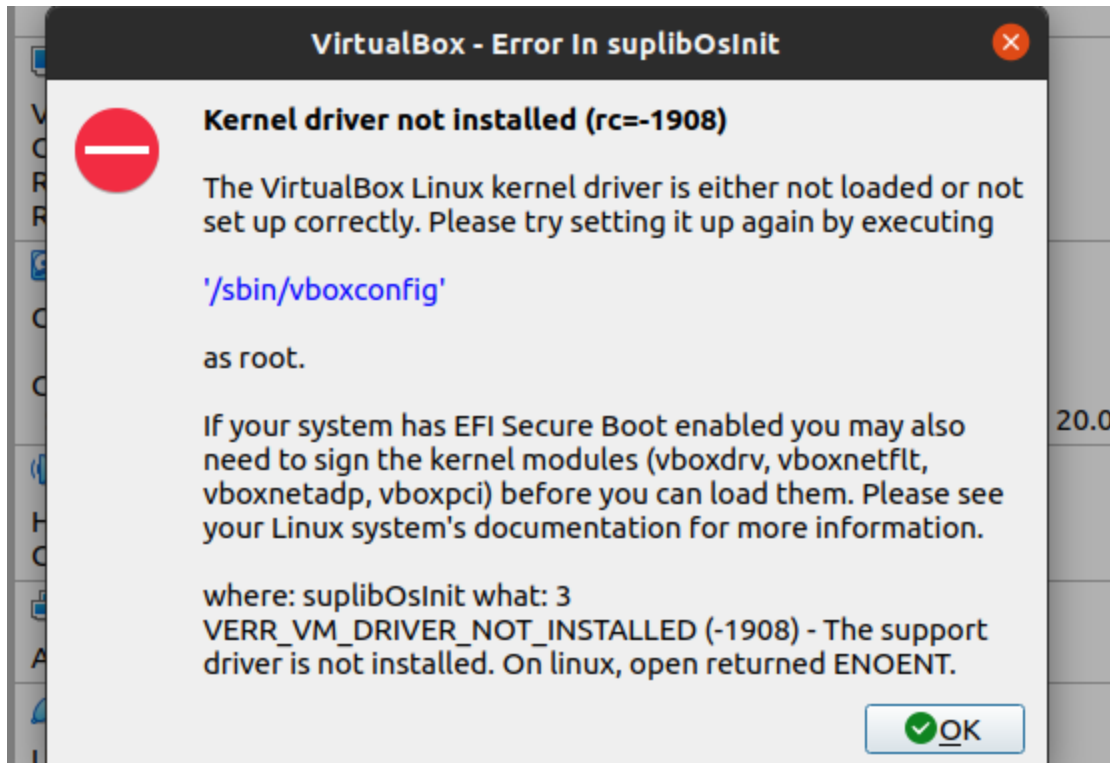 VirtualBox - Error In suplibOsInit
Kernel driver not installed (rc=-1908)
The VirtualBox Linux kernel driver is either not loaded or not
set up correctly. Please try setting it up again by executing
'/sbin/vboxconfig'
as root.
If your system has EFI Secure Boot enabled you may also
need to sign the kernel modules (vboxdrv, vboxnetflt,
vboxnetadp, vboxpci) before you can load them. Please see
your Linux system's documentation for more information.
where: suplibOsInit what: 3
VERR_VM_DRIVER_NOT_INSTALLED (-1908) - The support
driver is not installed. On linux, open returned ENOENT.
OK